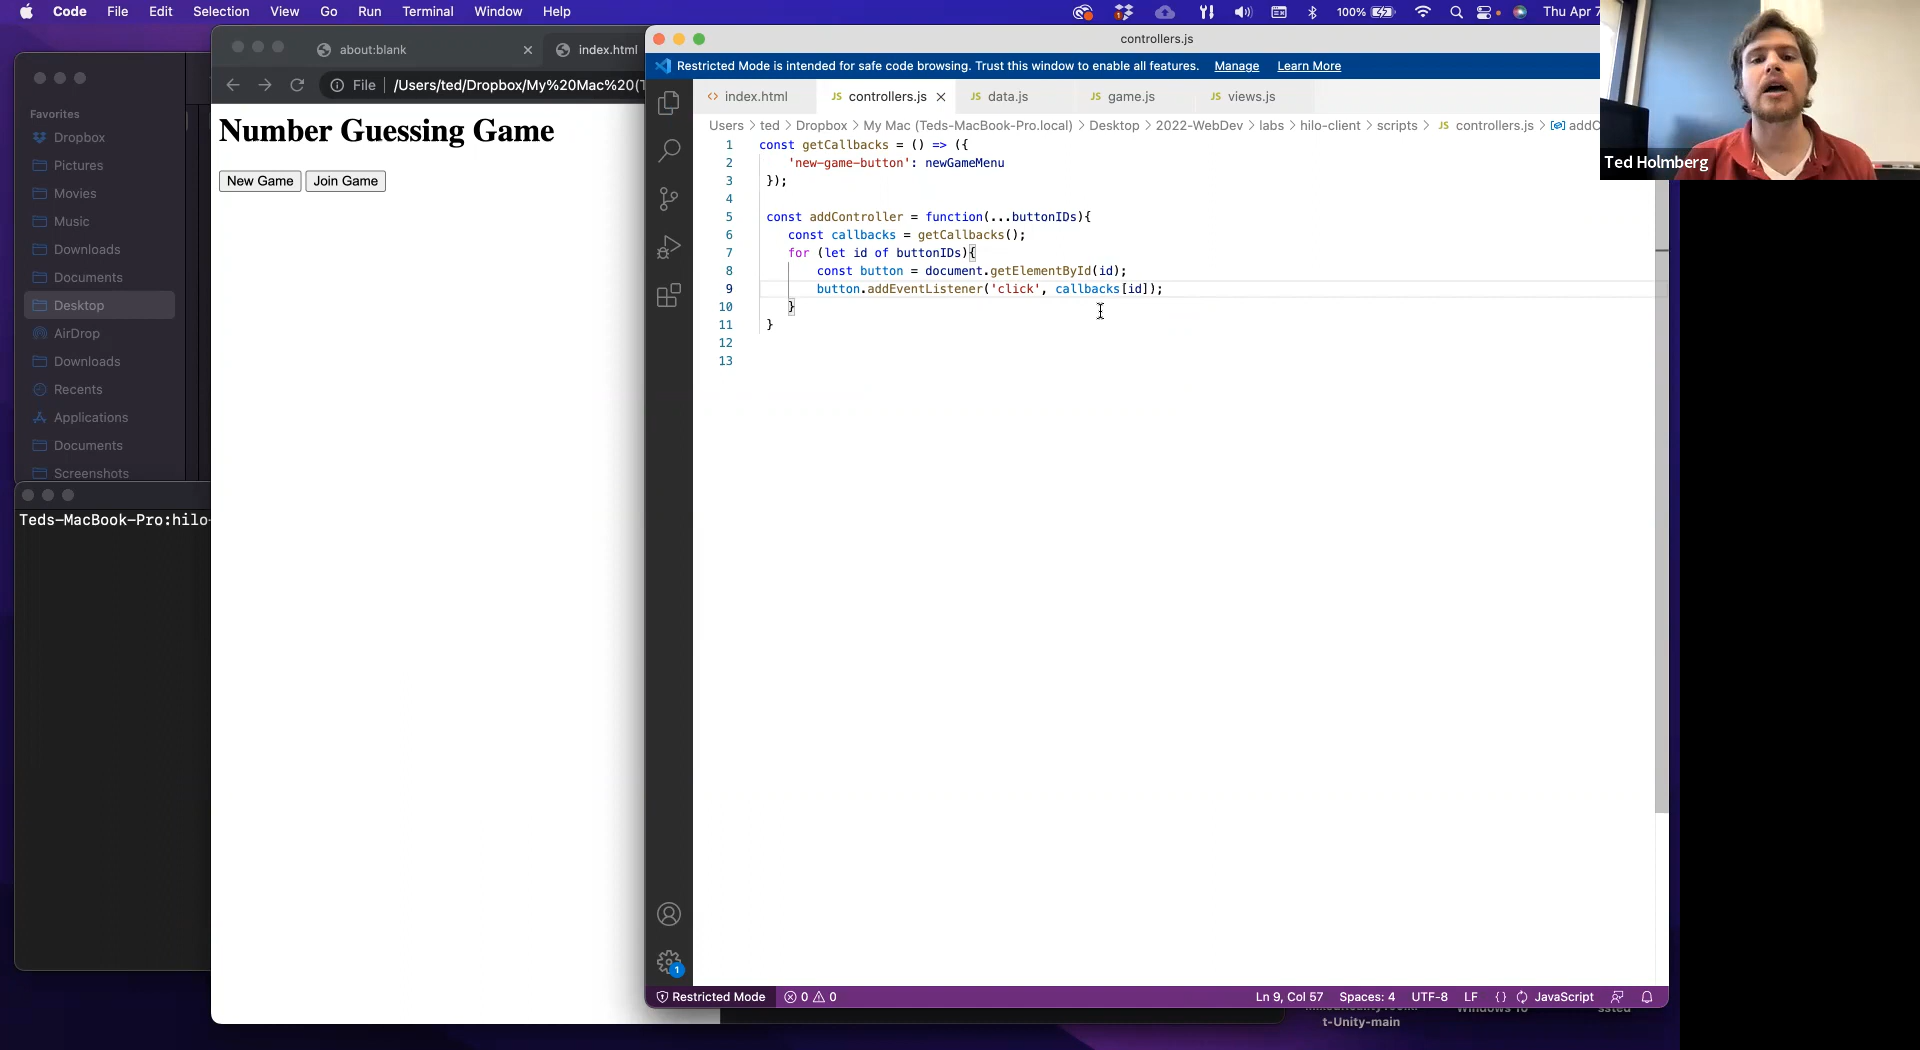 Code File Edit Selection View Go Run Terminal Window Help
100% Thu Apr 7
about:blank
index.html
File
/Users/ted/Dropbox/My%20Mac%20(T
Favorites
Dropbox
Pictures
Movies
Music
Downloads
Documents
Desktop
AirDrop
Downloads
Recents
Applications
Documents
Screenshots
Teds-MacBook-Pro:hilo-
Number Guessing Game
New Game Join Game
controllers.js
Restricted Mode is intended for safe code browsing. Trust this window to enable all features. Manage Learn More
<> index.html
JS controllers.js
JS data.js
JS game.js
JS views.js
Users > ted > Dropbox > My Mac (Teds-MacBook-Pro.local) > Desktop > 2022-WebDev > labs > hilo-client > scripts > JS controllers.js > addC
1 const getCallbacks = () => ({
2 'new-game-button': newGameMenu
3 });
4
5 const addController = function(...buttonIDs){
6 const callbacks = getCallbacks();
7 for (let id of buttonIDs){
8 const button = document.getElementById(id);
9 button.addEventListener('click', callbacks[id]);
10 }
11 }
12
13
1
Restricted Mode 0 0 Ln 9, Col 57 Spaces: 4 UTF-8 LF {} JavaScript
t-Unity-main
Ted Holmberg